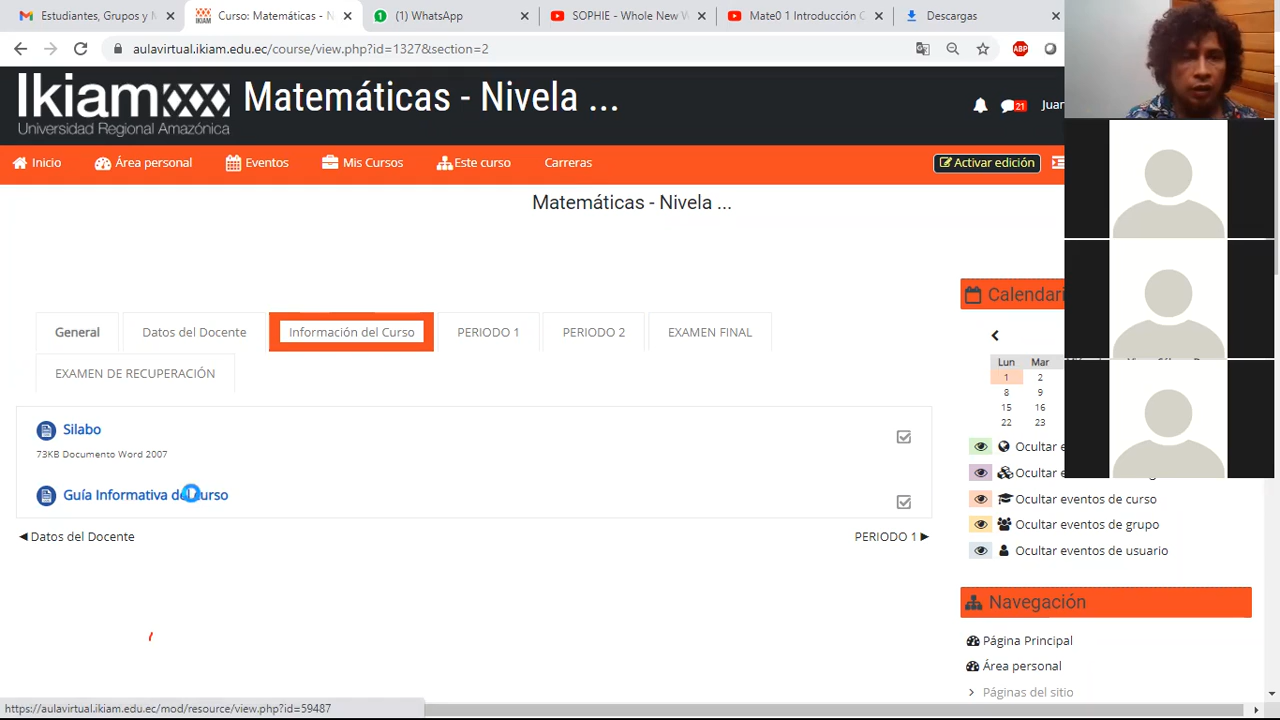 Estudiantes, Grupos y N
Curso: Matemáticas - N
(1) WhatsApp
SOPHIE - Whole New W
Mate0 1 Introducción C
Descargas
aulavirtual.ikiam.edu.ec/course/view.php?id=1327&section=2
ABP
Ikiam
Universidad Regional Amazónica
Matemáticas - Nivela ...
21
Juan
Inicio
Área personal
Eventos
Mis Cursos
Este curso
Carreras
Activar edición
Matemáticas - Nivela ...
General
Datos del Docente
Información del Curso
PERIODO 1
PERIODO 2
EXAMEN FINAL
EXAMEN DE RECUPERACIÓN
Silabo
73KB Documento Word 2007
Guía Informativa del curso
◀ Datos del Docente
PERIODO 1 ▶
Calendari
Lun Mar
1 2
8 9
15 16
22 23
Ocultar e
Ocultar e
Ocultar eventos de curso
Ocultar eventos de grupo
Ocultar eventos de usuario
Navegación
Página Principal
Área personal
Páginas del sitio
https://aulavirtual.ikiam.edu.ec/mod/resource/view.php?id=59487